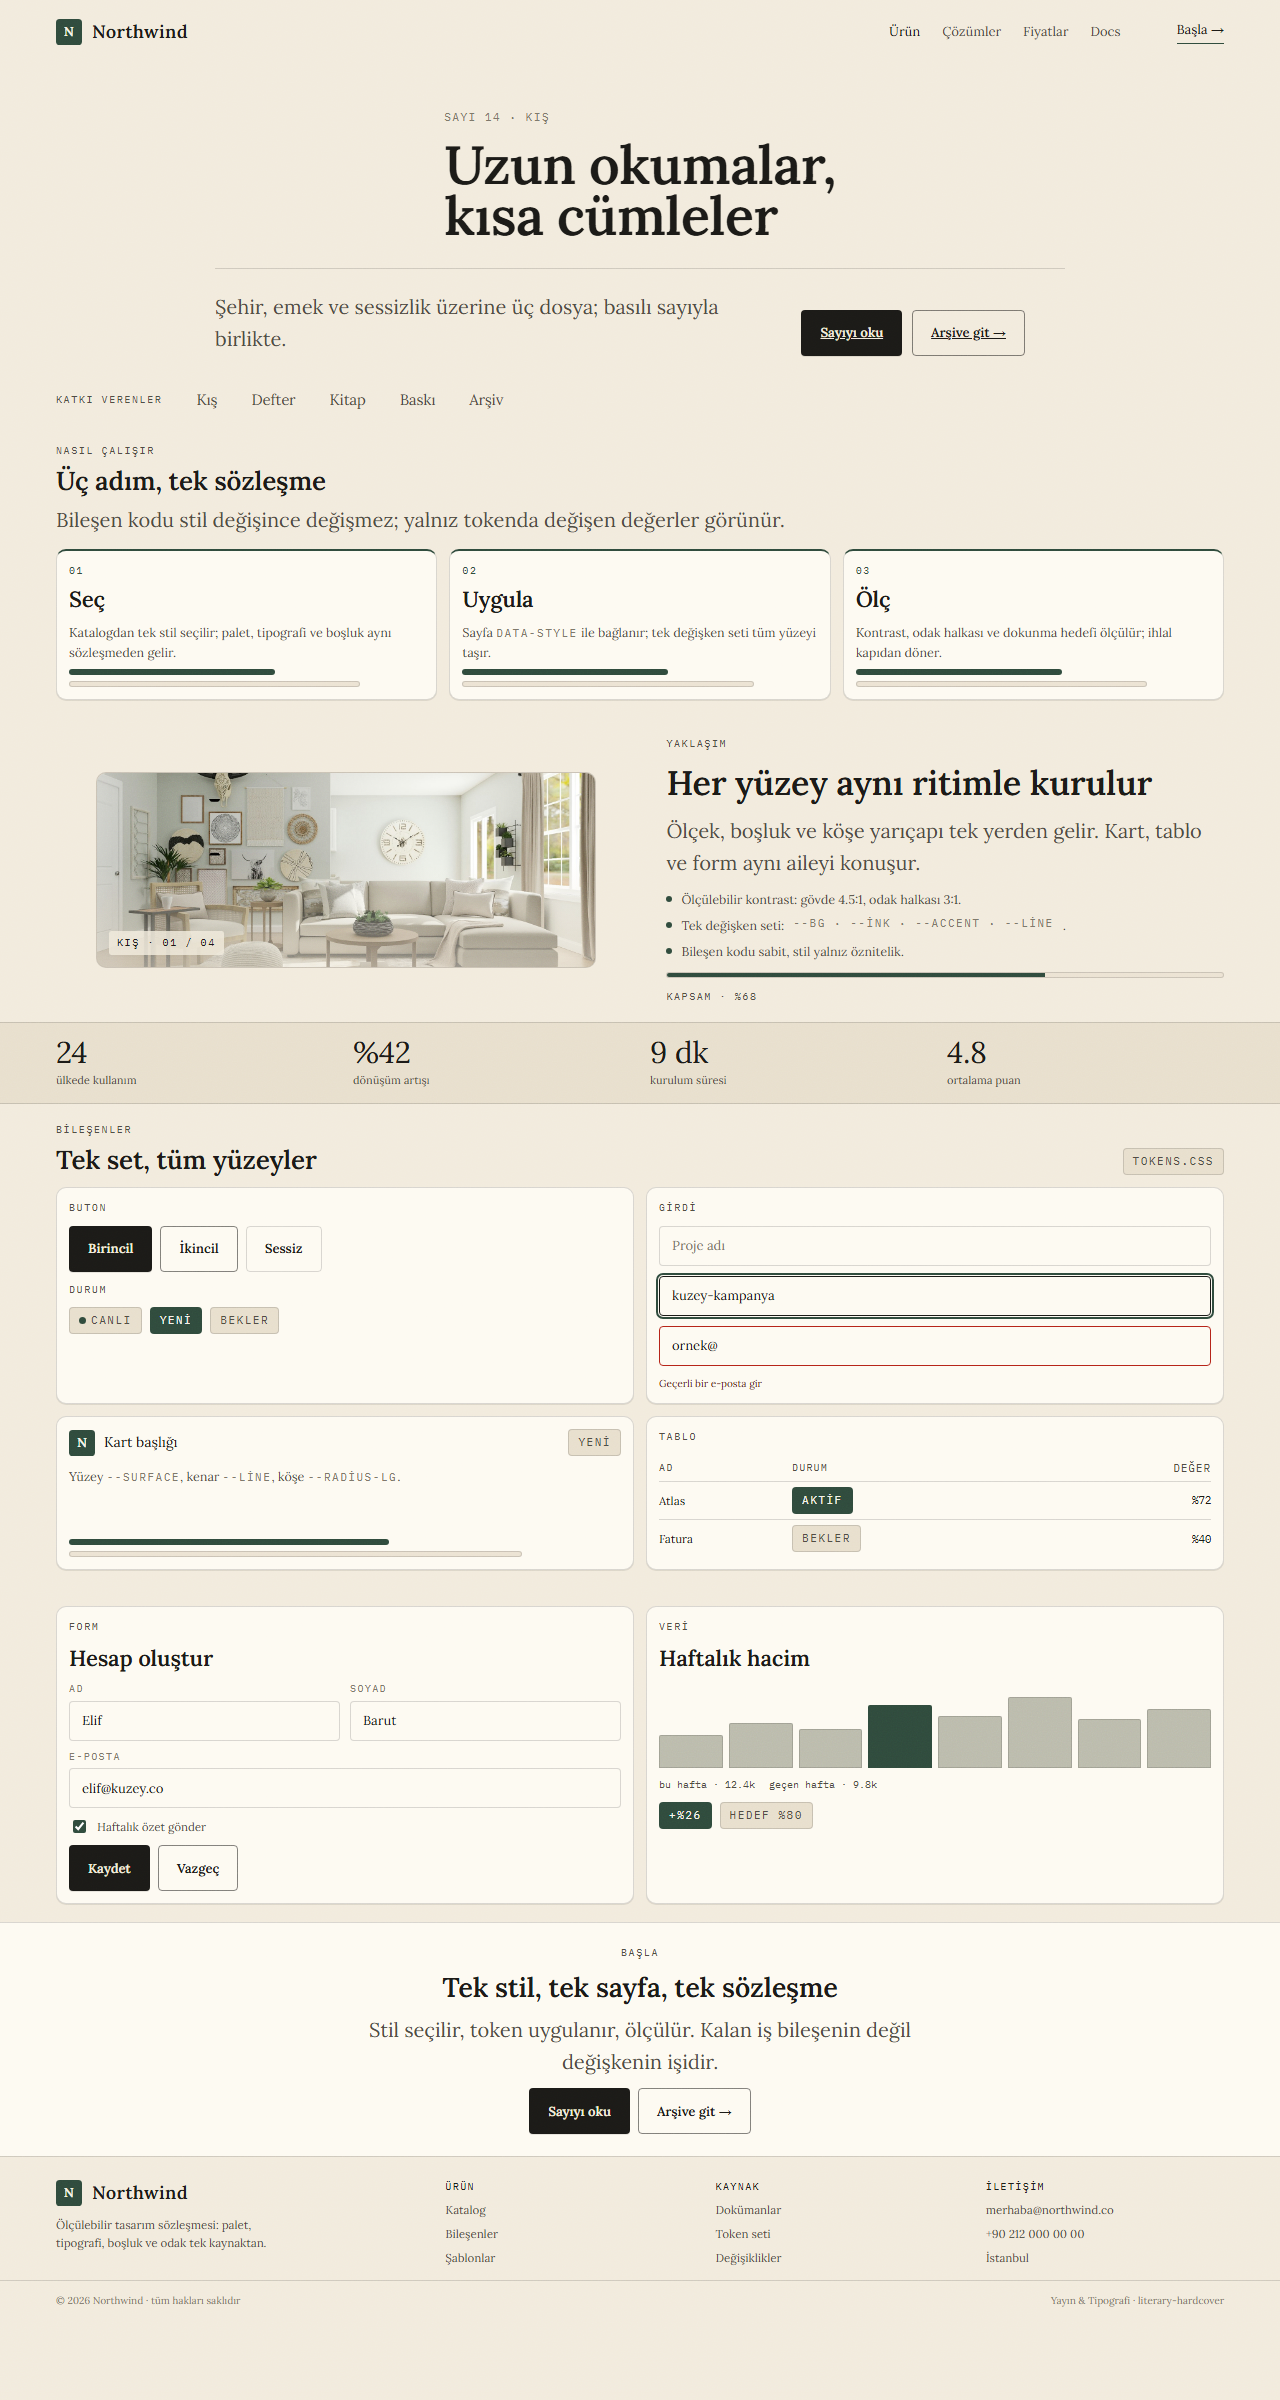 N Northwind
Ürün Çözümler Fiyatlar Docs Başla →
SAYI 14 · KIŞ
Uzun okumalar,
kısa cümleler
Şehir, emek ve sessizlik üzerine üç dosya; basılı sayıyla
birlikte.
Sayıyı oku Arşive git →
KATKI VERENLER Kış Defter Kitap Baskı Arşiv
NASIL ÇALIŞIR
Üç adım, tek sözleşme
Bileşen kodu stil değişince değişmez; yalnız tokenda değişen değerler görünür.
01
Seç
Katalogdan tek stil seçilir; palet, tipografi ve boşluk aynı
sözleşmeden gelir.
02
Uygula
Sayfa DATA-STYLE ile bağlanır; tek değişken seti tüm yüzeyi
taşır.
03
Ölç
Kontrast, odak halkası ve dokunma hedefi ölçülür; ihlal
kapıdan döner.
KIŞ · 01 / 04
YAKLAŞIM
Her yüzey aynı ritimle kurulur
Ölçek, boşluk ve köşe yarıçapı tek yerden gelir. Kart, tablo
ve form aynı aileyi konuşur.
Ölçülebilir kontrast: gövde 4.5:1, odak halkası 3:1.
Tek değişken seti: --BG · --İNK · --ACCENT · --LİNE .
Bileşen kodu sabit, stil yalnız öznitelik.
KAPSAM · %68
24
ülkede kullanım
%42
dönüşüm artışı
9 dk
kurulum süresi
4.8
ortalama puan
BİLEŞENLER
Tek set, tüm yüzeyler
TOKENS.CSS
BUTON
Birincil İkincil Sessiz
DURUM
CANLI YENİ BEKLER
GİRDİ
Proje adı
kuzey-kampanya
ornek@
Geçerli bir e-posta gir
N Kart başlığı YENİ
Yüzey --SURFACE, kenar --LİNE, köşe --RADİUS-LG.
TABLO
AD DURUM DEĞER
Atlas AKTİF %72
Fatura BEKLER %40
FORM
Hesap oluştur
AD SOYAD
Elif Barut
E-POSTA
elif@kuzey.co
Haftalık özet gönder
Kaydet Vazgeç
VERİ
Haftalık hacim
bu hafta · 12.4k geçen hafta · 9.8k
+%26 HEDEF %80
BAŞLA
Tek stil, tek sayfa, tek sözleşme
Stil seçilir, token uygulanır, ölçülür. Kalan iş bileşenin değil
değişkenin işidir.
Sayıyı oku Arşive git →
N Northwind
Ölçülebilir tasarım sözleşmesi: palet,
tipografi, boşluk ve odak tek kaynaktan.
ÜRÜN
Katalog
Bileşenler
Şablonlar
KAYNAK
Dokümanlar
Token seti
Değişiklikler
İLETİŞİM
merhaba@northwind.co
+90 212 000 00 00
İstanbul
© 2026 Northwind · tüm hakları saklıdır
Yayın & Tipografi · literary-hardcover